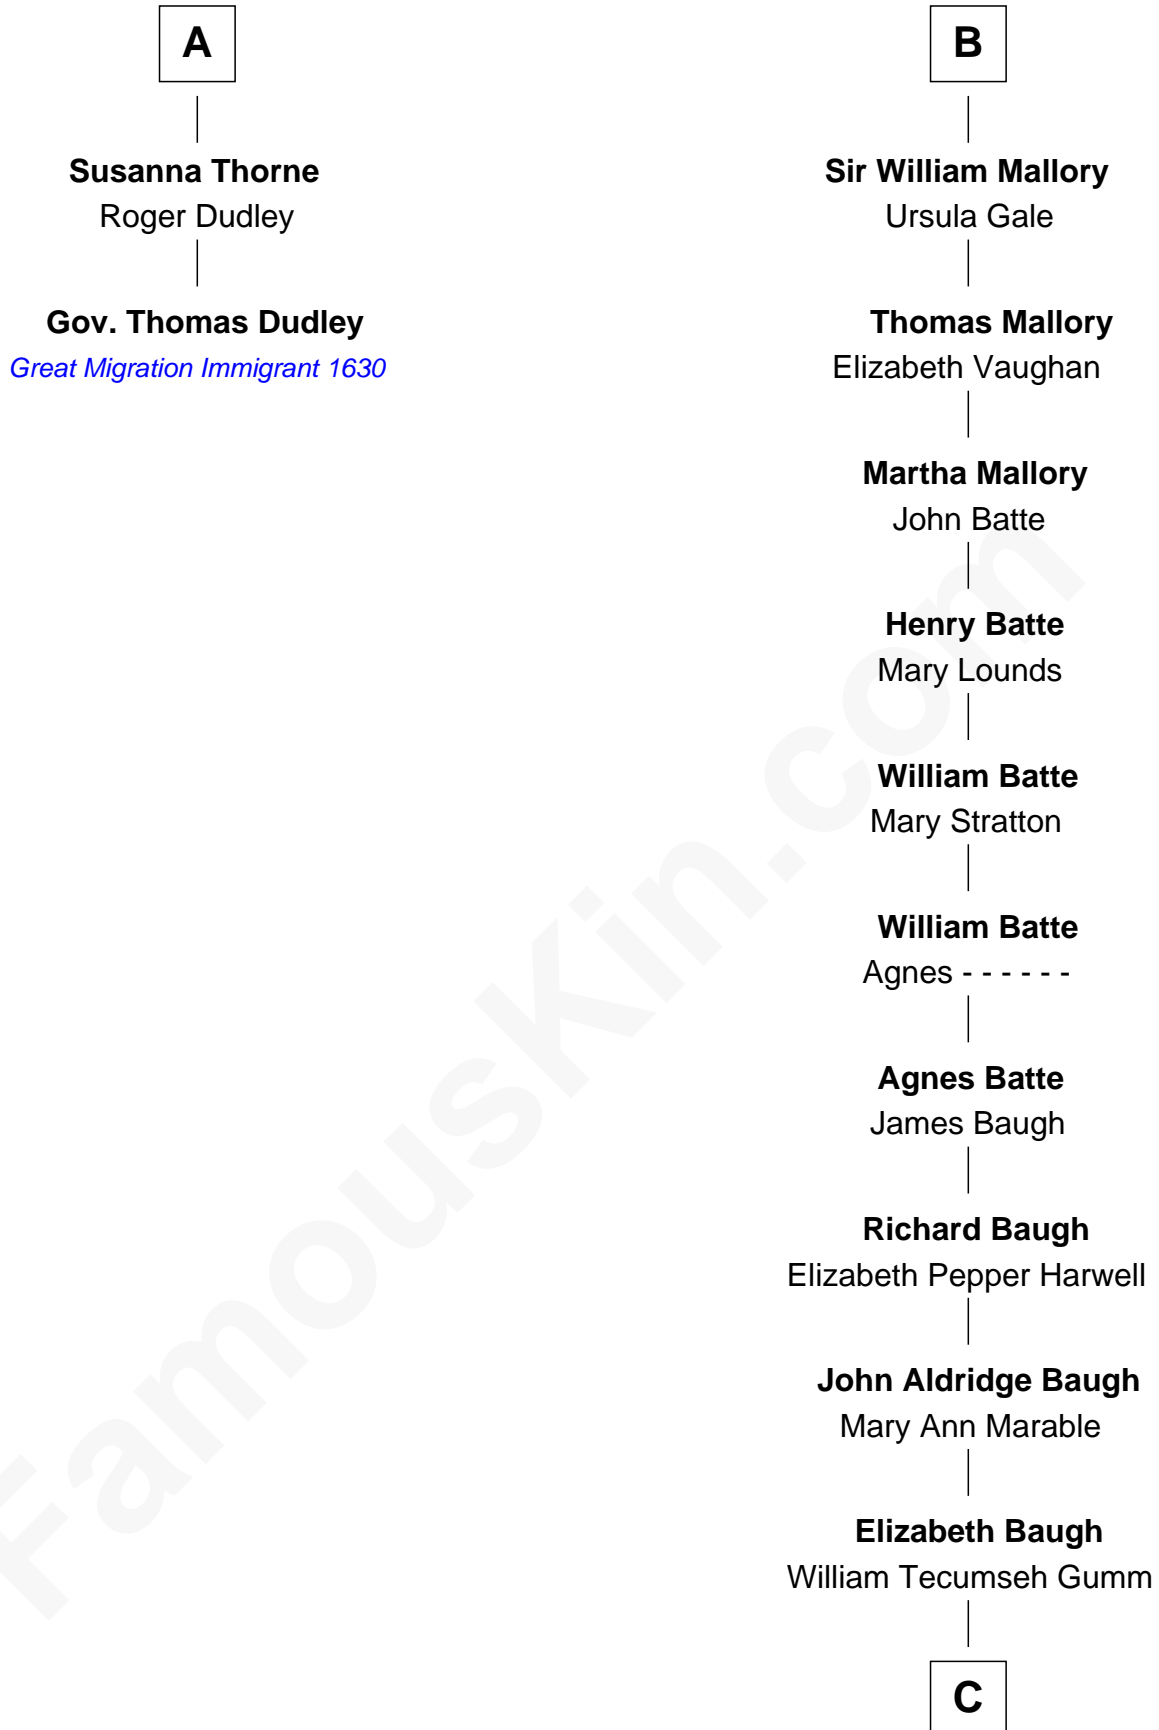 A
Susanna Thorne
Roger Dudley
Gov. Thomas Dudley
Great Migration Immigrant 1630
B
Sir William Mallory
Ursula Gale
Thomas Mallory
Elizabeth Vaughan
Martha Mallory
John Batte
Henry Batte
Mary Lounds
William Batte
Mary Stratton
William Batte
Agnes - - - - - -
Agnes Batte
James Baugh
Richard Baugh
Elizabeth Pepper Harwell
John Aldridge Baugh
Mary Ann Marable
Elizabeth Baugh
William Tecumseh Gumm
C
FamousKin.com